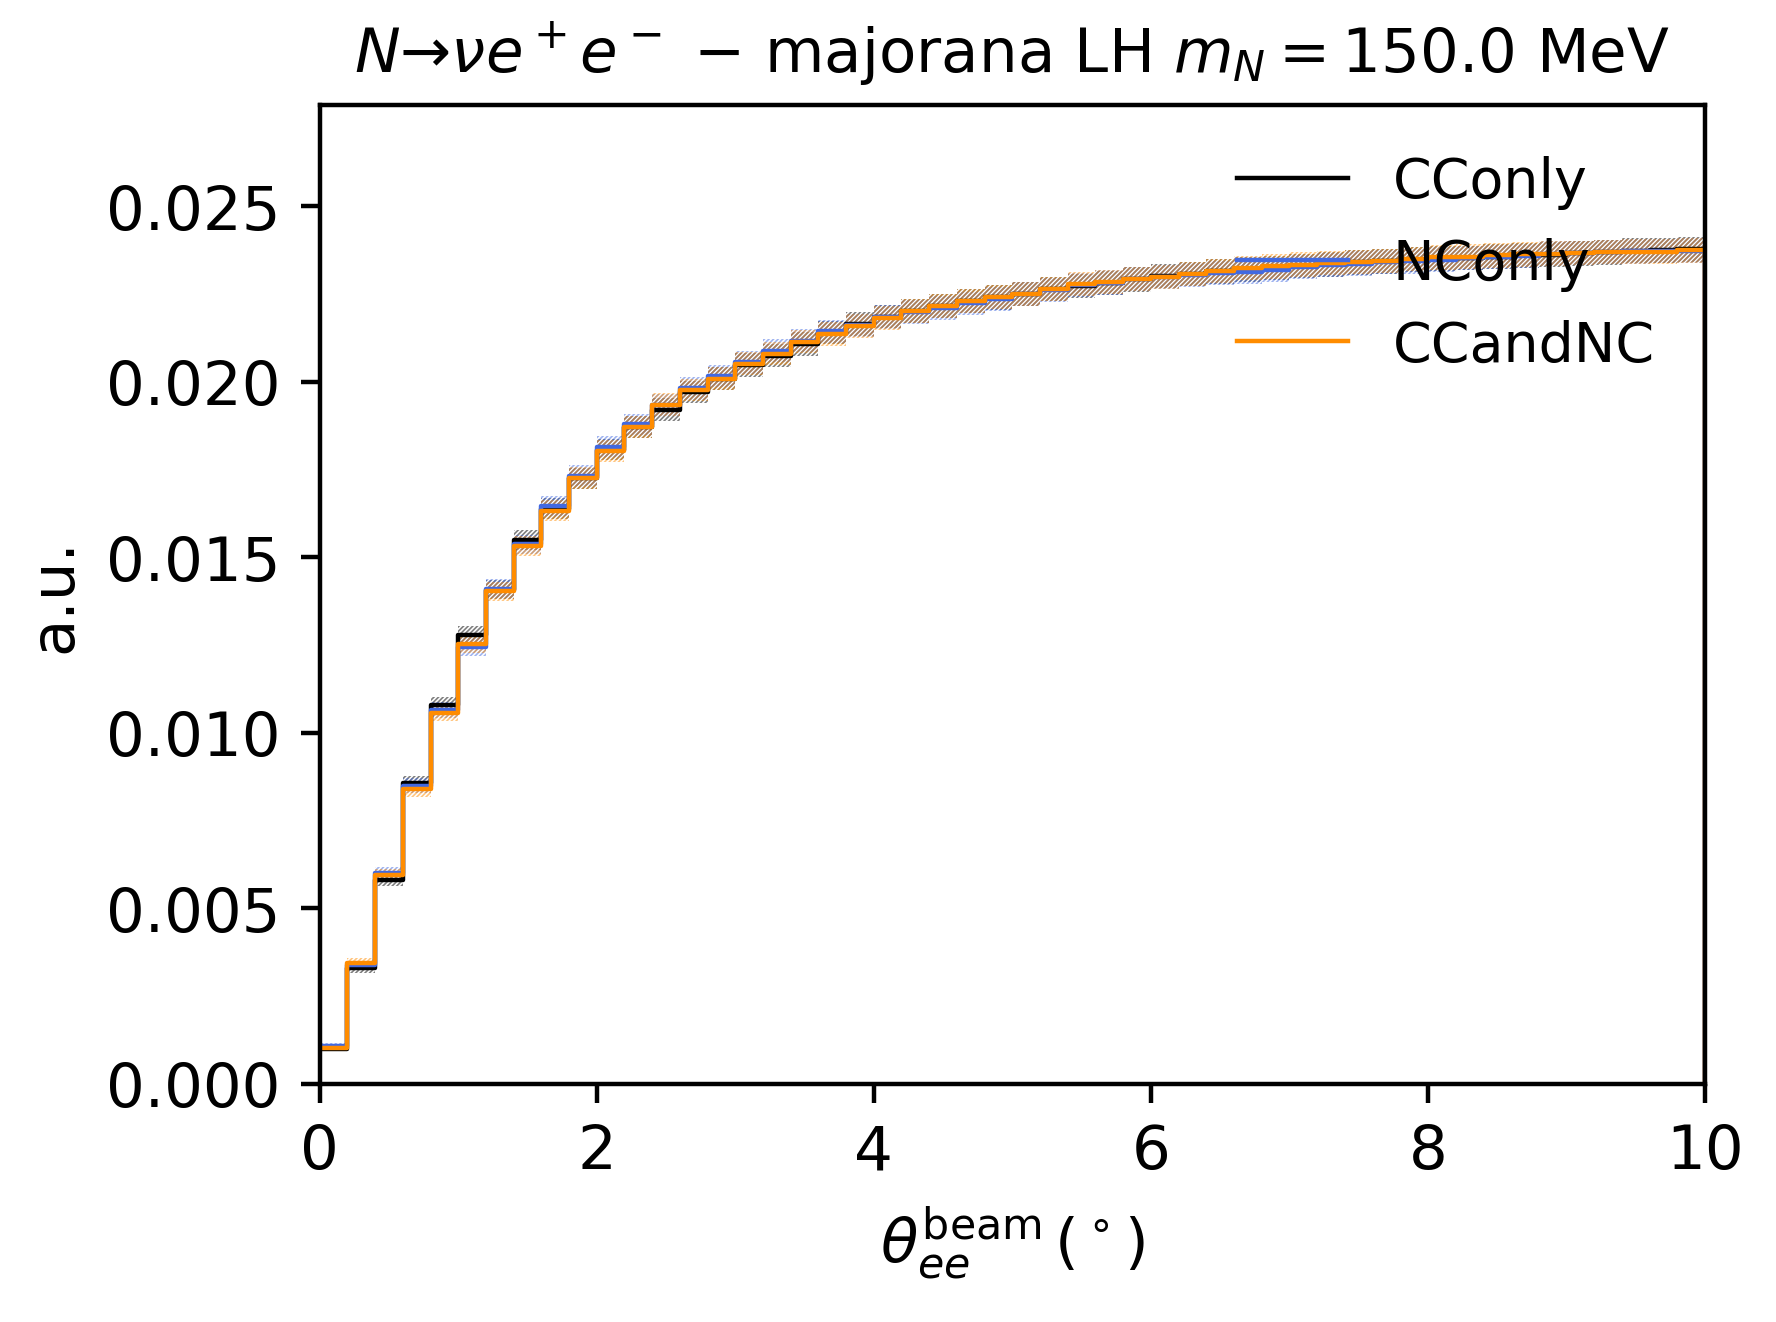 N→νe⁺e⁻ − majorana LH m_N = 150.0 MeV
CConly
NConly
CCandNC
0.025
0.020
0.015
0.010
0.005
0.000
a.u.
0 2 4 6 8 10
θ_ee^beam (°)